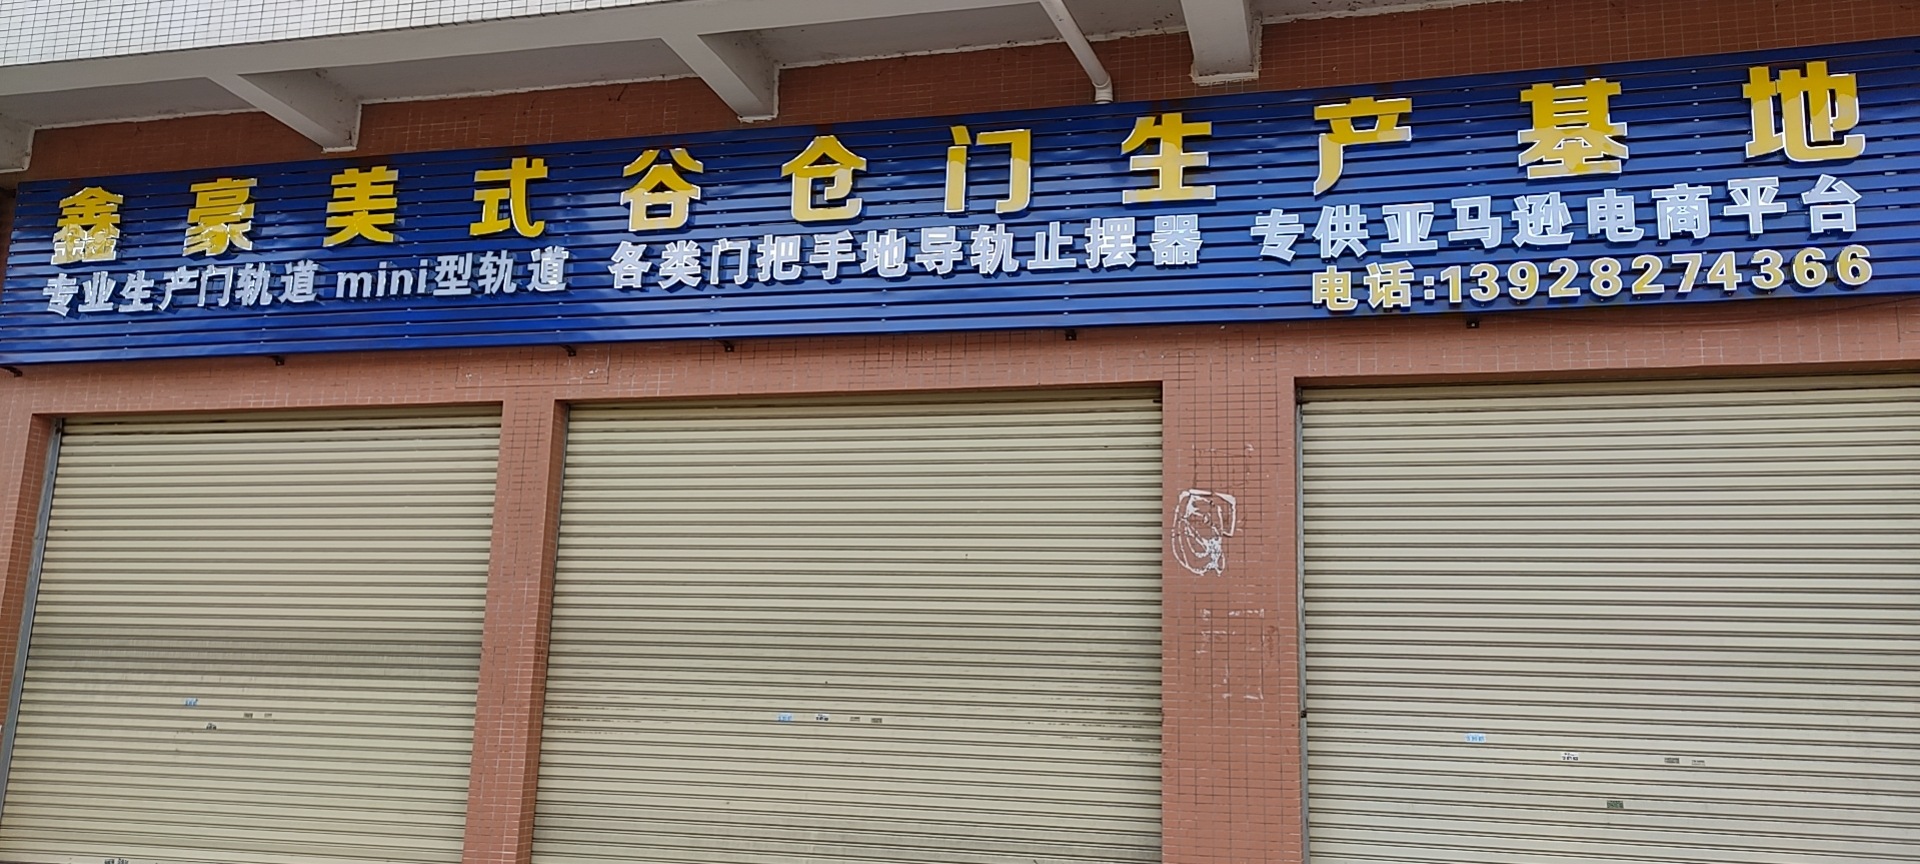 鑫豪美式谷仓门生产基地
专业生产门轨道 mini型轨道 各类门把手地导轨止摆器 专供亚马逊电商平台
电话:13928274366